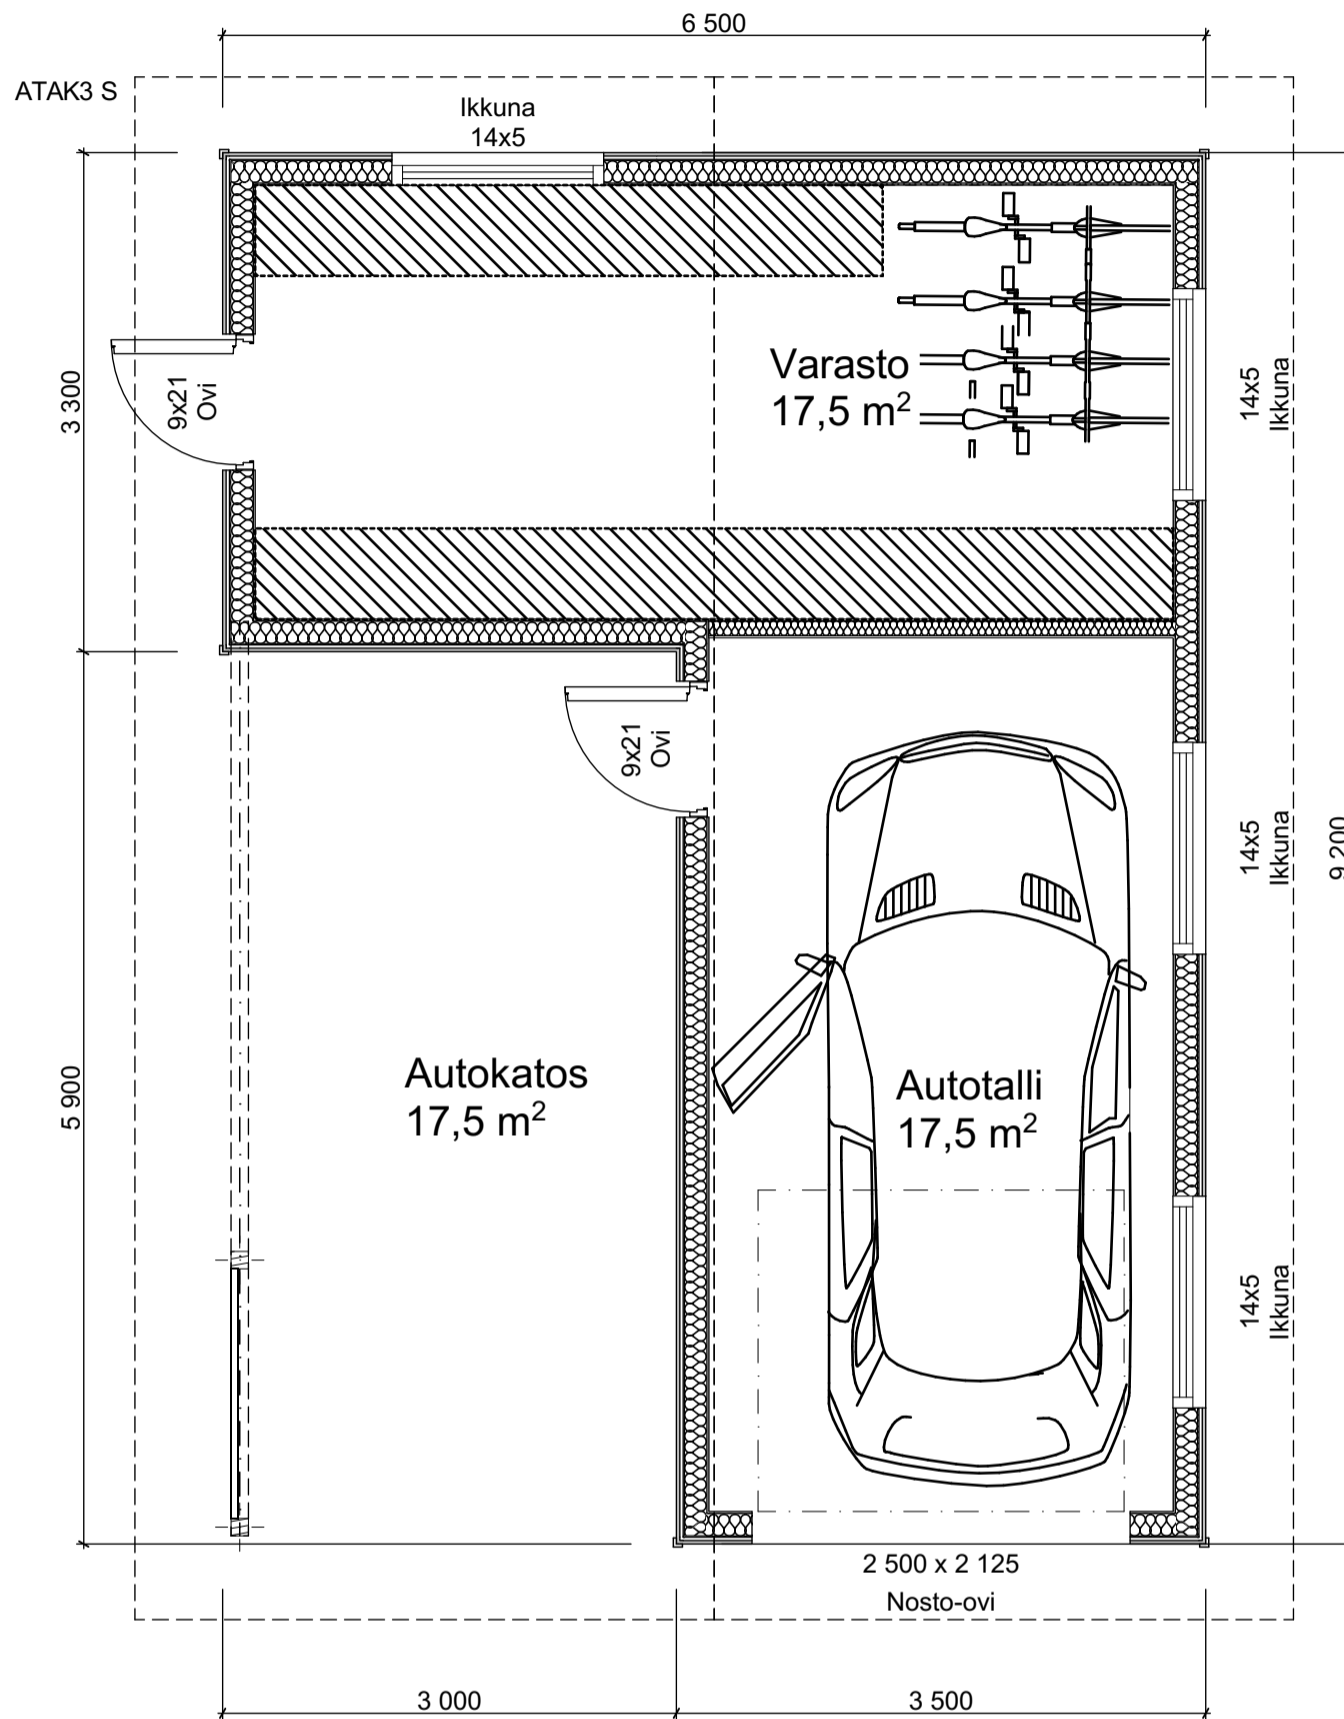 6 500
ATAK3 S
Ikkuna
14x5
3 300
9x21
Ovi
Varasto
17,5 m²
14x5
Ikkuna
9x21
Ovi
14x5
Ikkuna
9 200
5 900
Autokatos
17,5 m²
Autotalli
17,5 m²
14x5
Ikkuna
2 500 x 2 125
Nosto-ovi
3 000
3 500